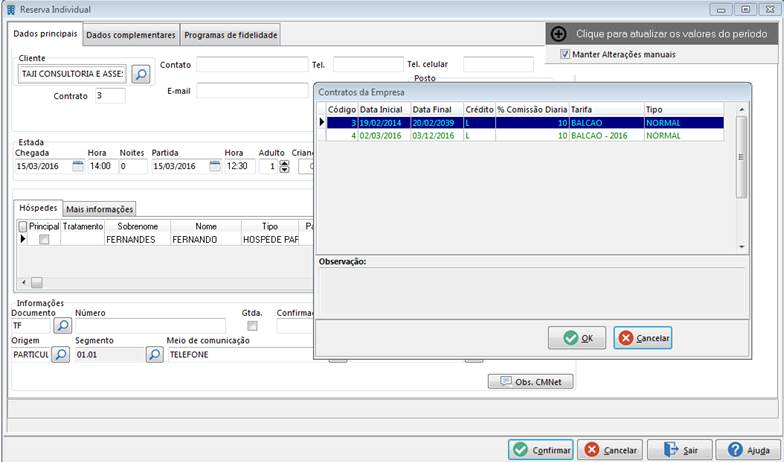 Reserva Individual
Dados principais Dados complementares Programas de fidelidade
Clique para atualizar os valores do período
Manter Alterações manuais
Cliente
TAJI CONSULTORIA E ASSE:
Contrato 3
Contato
Tel.
Tel. celular
Posto
E-mail
Contratos da Empresa
Código Data Inicial Data Final Crédito % Comissão Diaria Tarifa Tipo
3 19/02/2014 20/02/2039 L 10 BALCAO NORMAL
4 02/03/2016 03/12/2016 L 10 BALCAO - 2016 NORMAL
Observação:
OK Cancelar
Estada
Chegada Hora Noites Partida Hora Adulto Crian
15/03/2016 14:00 0 15/03/2016 12:30 1
Hóspedes Mais informações
Principal Tratamento Sobrenome Nome Tipo Pa
FERNANDES FERNANDO HOSPEDE PAR
Informações
Documento Número Gtda. Confirma
TF
Origem Segmento Meio de comunicação
PARTICUL 01.01 TELEFONE
Obs. CMNet
Confirmar Cancelar Sair Ajuda